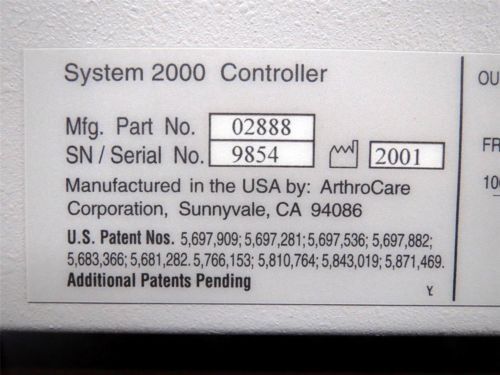 System 2000 Controller
Mfg. Part No. 02888
SN / Serial No. 9854 2001
Manufactured in the USA by: ArthroCare
Corporation, Sunnyvale, CA 94086
U.S. Patent Nos. 5,697,909; 5,697,281; 5,697,536; 5,697,882;
5,683,366; 5,681,282. 5,766,153; 5,810,764; 5,843,019; 5,871,469.
Additional Patents Pending
OU
FR